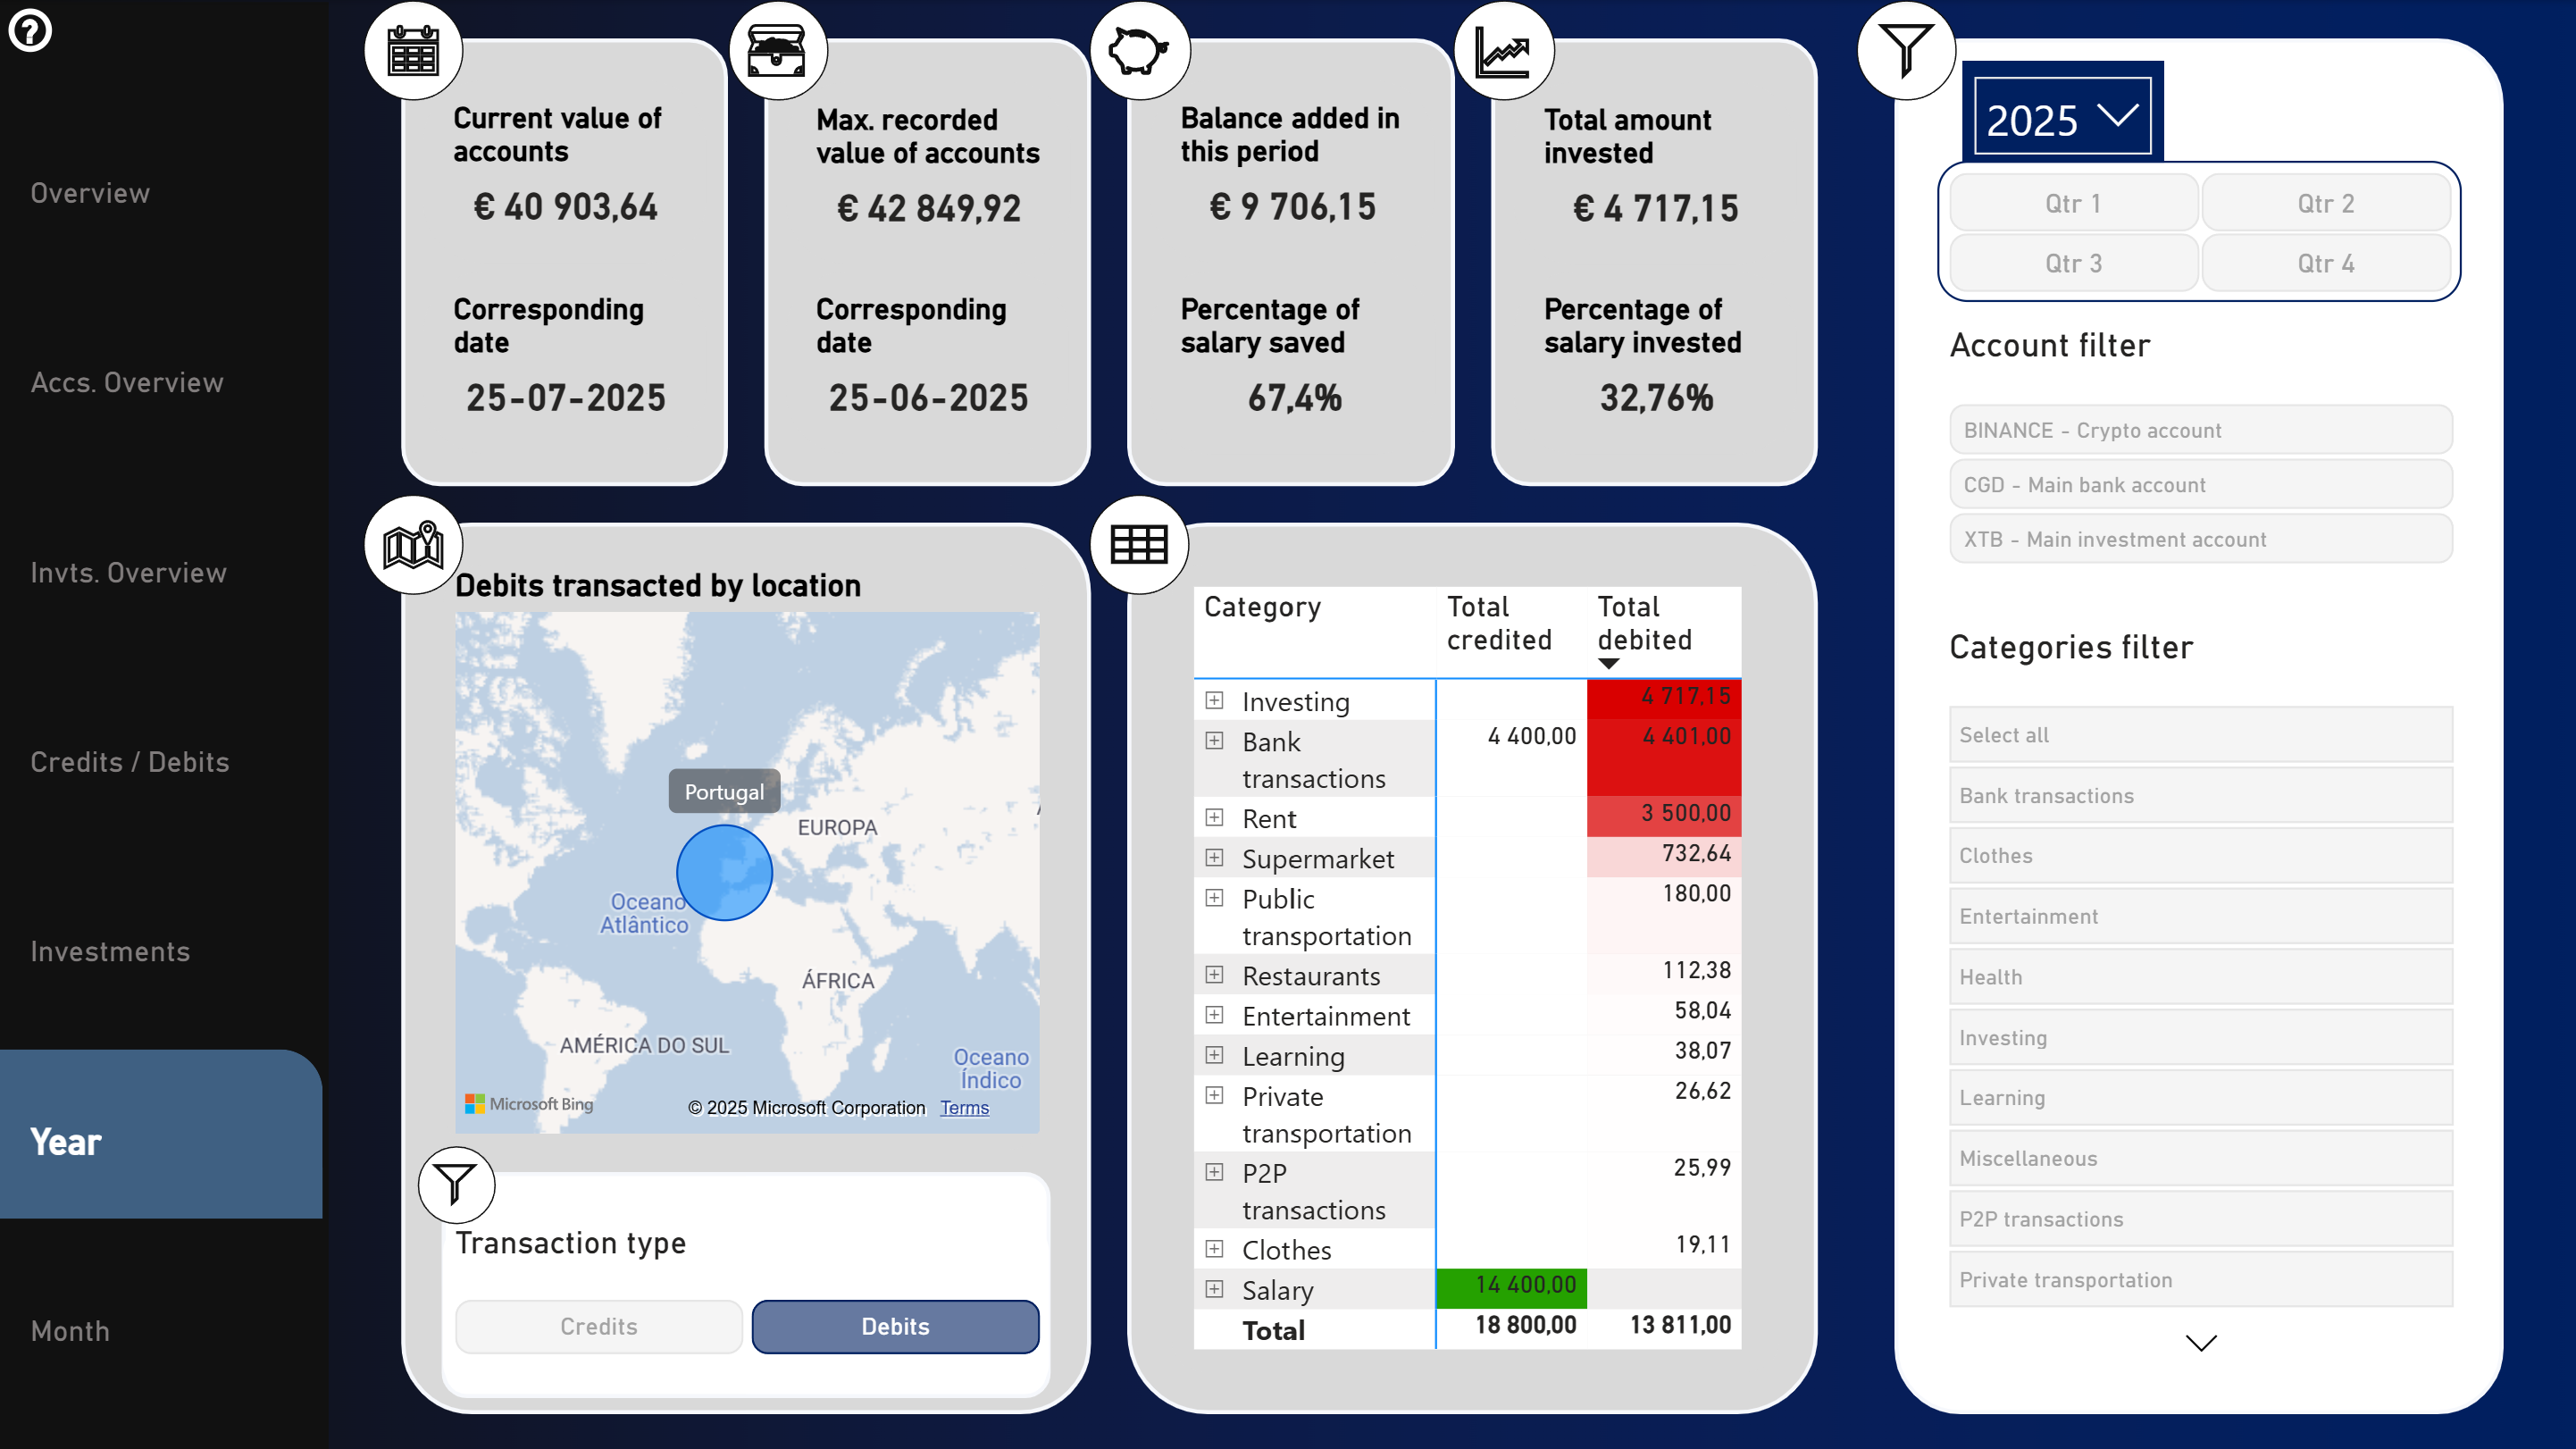 ?
Overview
Accs. Overview
Invts. Overview
Credits / Debits
Investments
Year
Month
Current value of
accounts
€ 40 903,64
Corresponding
date
25-07-2025
Max. recorded
value of accounts
€ 42 849,92
Corresponding
date
25-06-2025
Balance added in
this period
€ 9 706,15
Percentage of
salary saved
67,4%
Total amount
invested
€ 4 717,15
Percentage of
salary invested
32,76%
Debits transacted by location
Portugal
EUROPA
Oceano
Atlântico
ÁFRICA
AMÉRICA DO SUL
Oceano
Índico
Microsoft Bing
© 2025 Microsoft Corporation Terms
Transaction type
Credits
Debits
Category Total credited Total debited
Investing 4 717,15
Bank transactions 4 400,00 4 401,00
Rent 3 500,00
Supermarket 732,64
Public transportation 180,00
Restaurants 112,38
Entertainment 58,04
Learning 38,07
Private transportation 26,62
P2P transactions 25,99
Clothes 19,11
Salary 14 400,00
Total 18 800,00 13 811,00
2025
Qtr 1 Qtr 2
Qtr 3 Qtr 4
Account filter
BINANCE - Crypto account
CGD - Main bank account
XTB - Main investment account
Categories filter
Select all
Bank transactions
Clothes
Entertainment
Health
Investing
Learning
Miscellaneous
P2P transactions
Private transportation